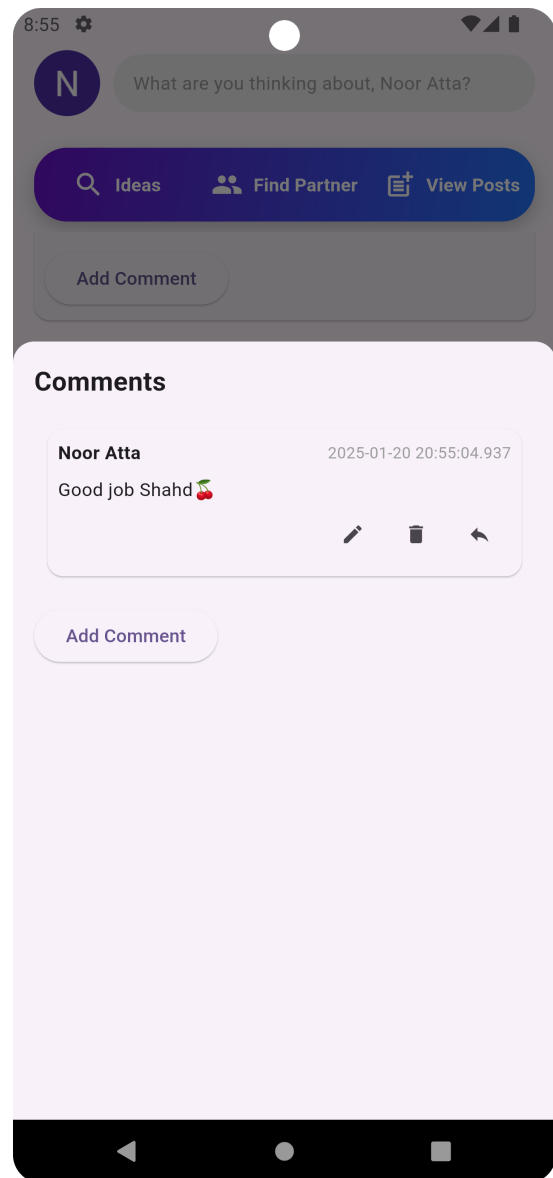 8:55
N
What are you thinking about, Noor Atta?
Ideas
Find Partner
View Posts
Add Comment
Comments
Noor Atta 2025-01-20 20:55:04.937
Good job Shahd🍒
Add Comment